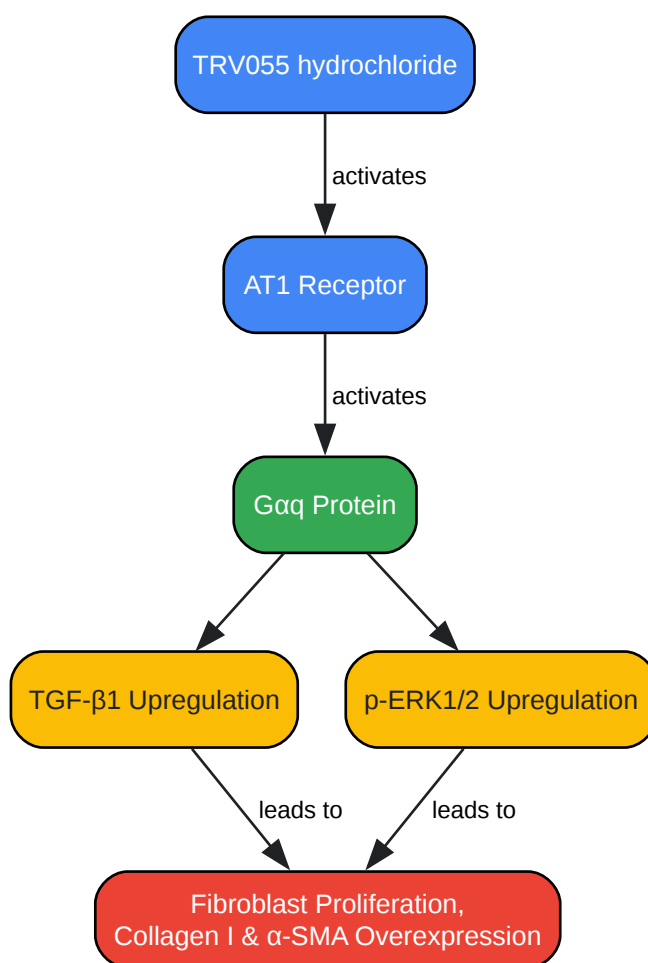 TRV055 hydrochloride
activates
AT1 Receptor
activates
Gαq Protein
TGF-β1 Upregulation
p-ERK1/2 Upregulation
leads to
leads to
Fibroblast Proliferation,
Collagen I & α-SMA Overexpression